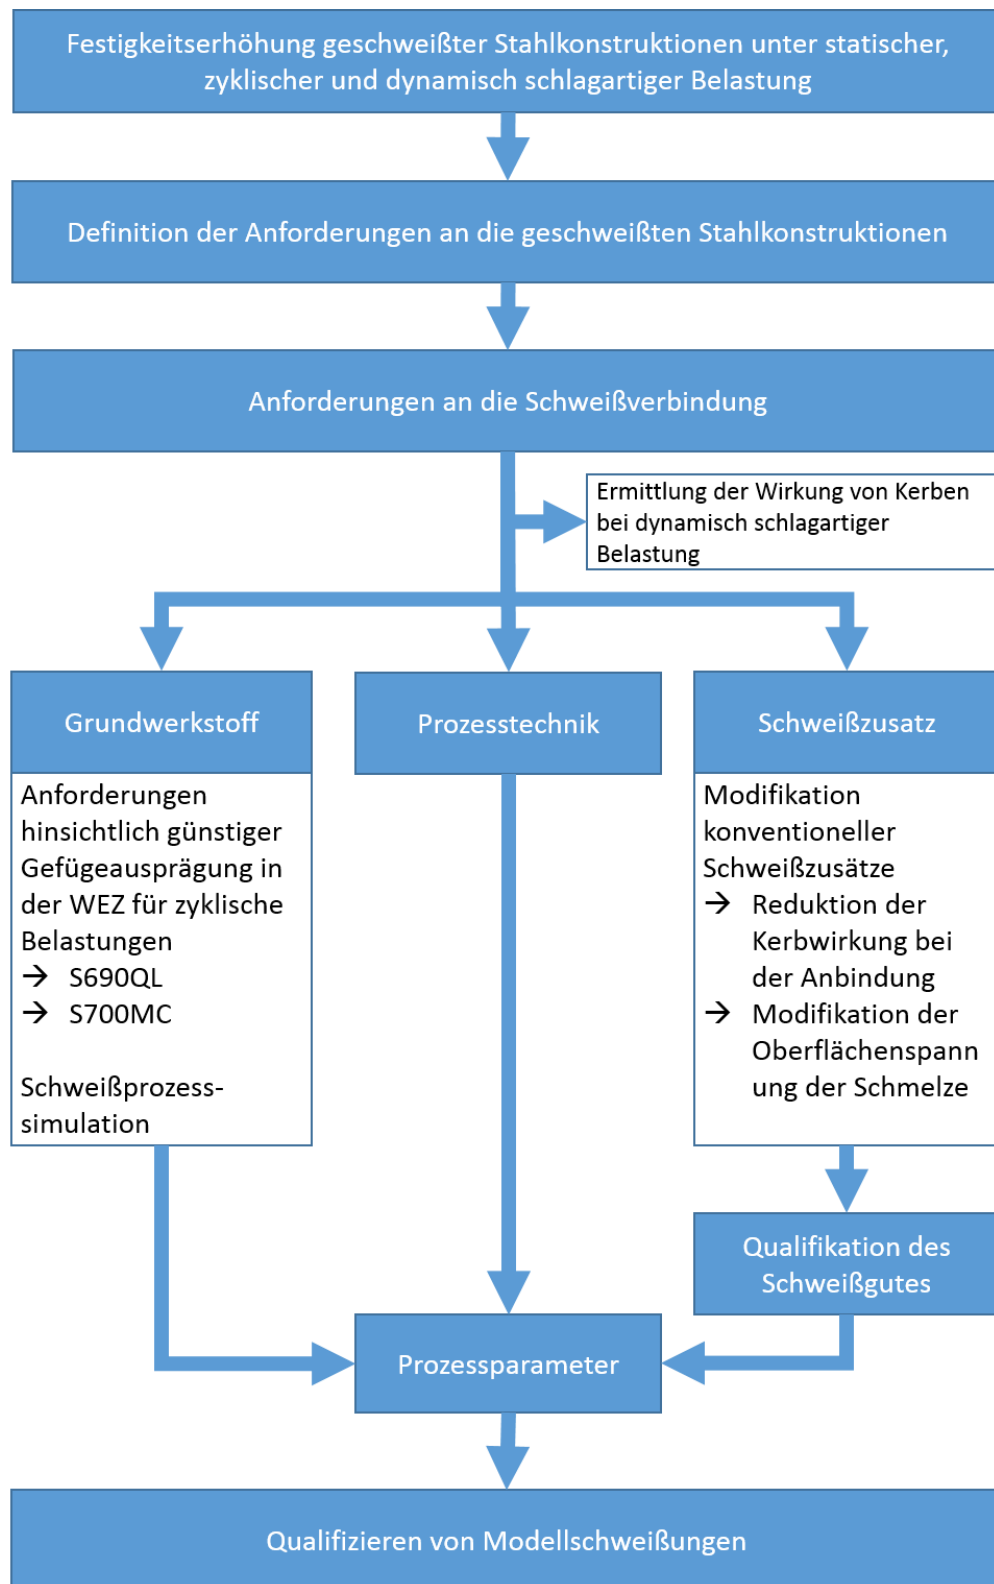 Festigkeitserhöhung geschweißter Stahlkonstruktionen unter statischer,
zyklischer und dynamisch schlagartiger Belastung
Definition der Anforderungen an die geschweißten Stahlkonstruktionen
Anforderungen an die Schweißverbindung
Ermittlung der Wirkung von Kerben
bei dynamisch schlagartiger
Belastung
Grundwerkstoff
Anforderungen
hinsichtlich günstiger
Gefügeausprägung in
der WEZ für zyklische
Belastungen
→ S690QL
→ S700MC
Schweißprozess-
simulation
Prozesstechnik
Schweißzusatz
Modifikation
konventioneller
Schweißzusätze
→ Reduktion der
Kerbwirkung bei
der Anbindung
→ Modifikation der
Oberflächenspann
ung der Schmelze
Qualifikation des
Schweißgutes
Prozessparameter
Qualifizieren von Modellschweißungen